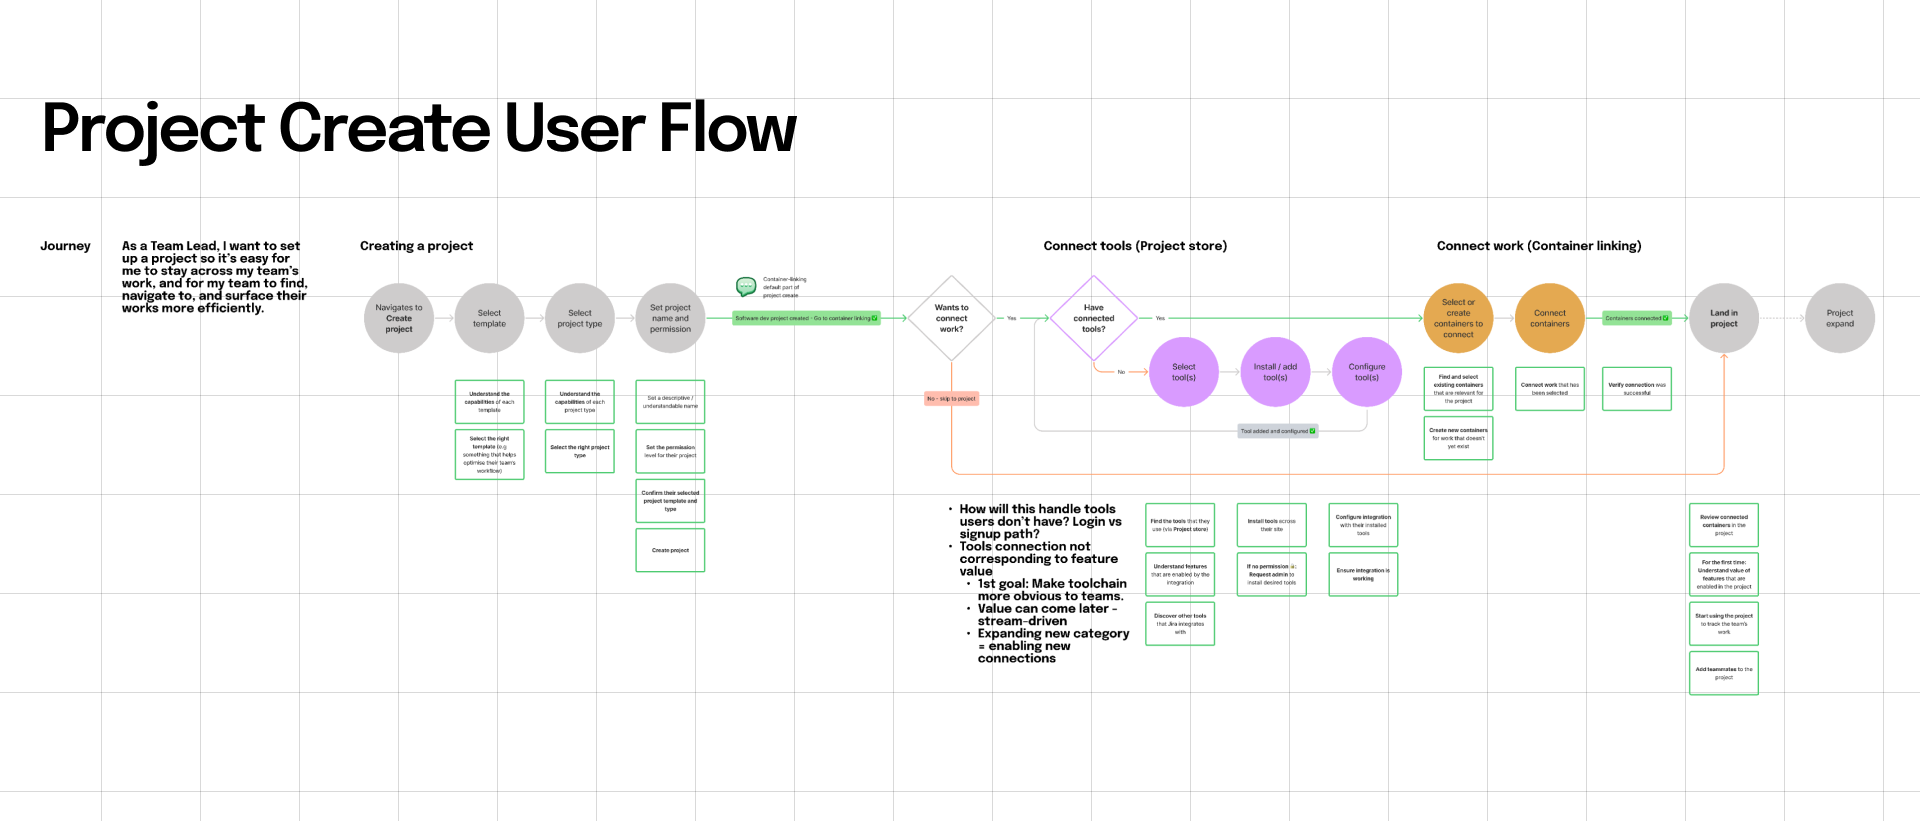 Project Create User Flow
Journey
As a Team Lead, I want to set
up a project so it's easy for
me to stay across my team's
work, and for my team to find,
navigate to, and surface their
works more efficiently.
Creating a project
Connect tools (Project store)
Connect work (Container linking)
Navigates to
Create
project
Select
template
Select
project type
Set project
name and
permission
Container-linking
default part of
project create
Software dev project created - Go to container linking
Wants to
connect
work?
Yes
Have
connected
tools?
Yes
No
Select
tool(s)
Install / add
tool(s)
Configure
tool(s)
Tool added and configured
No - skip to project
Select or
create
containers to
connect
Connect
containers
Containers connected
Land in
project
Project
expand
Understand the
capabilities of each
template
Select the right
template (e.g
something that helps
optimise their team's
workflow)
Understand the
capabilities of each
project type
Select the right project
type
Set a descriptive /
understandable name
Set the permission
level for their project
Confirm their selected
project template and
type
Create project
Find and select
existing containers
that are relevant for
the project
Create new containers
for work that doesn't
yet exist
Connect work that has
been selected
Verify connection was
successful
• How will this handle tools
users don't have? Login vs
signup path?
• Tools connection not
corresponding to feature
value
• 1st goal: Make toolchain
more obvious to teams.
• Value can come later -
stream-driven
• Expanding new category
= enabling new
connections
Find the tools that they
use (via Project store)
Understand features
that are enabled by the
integration
Discover other tools
that Jira integrates
with
Install tools across
their site
If no permission
Request admin to
install desired tools
Configure integration
with their installed
tools
Ensure integration is
working
Review connected
containers in the
project
For the first time:
Understand value of
features that are
enabled in the project
Start using the project
to track the team's
work
Add teammates to the
project